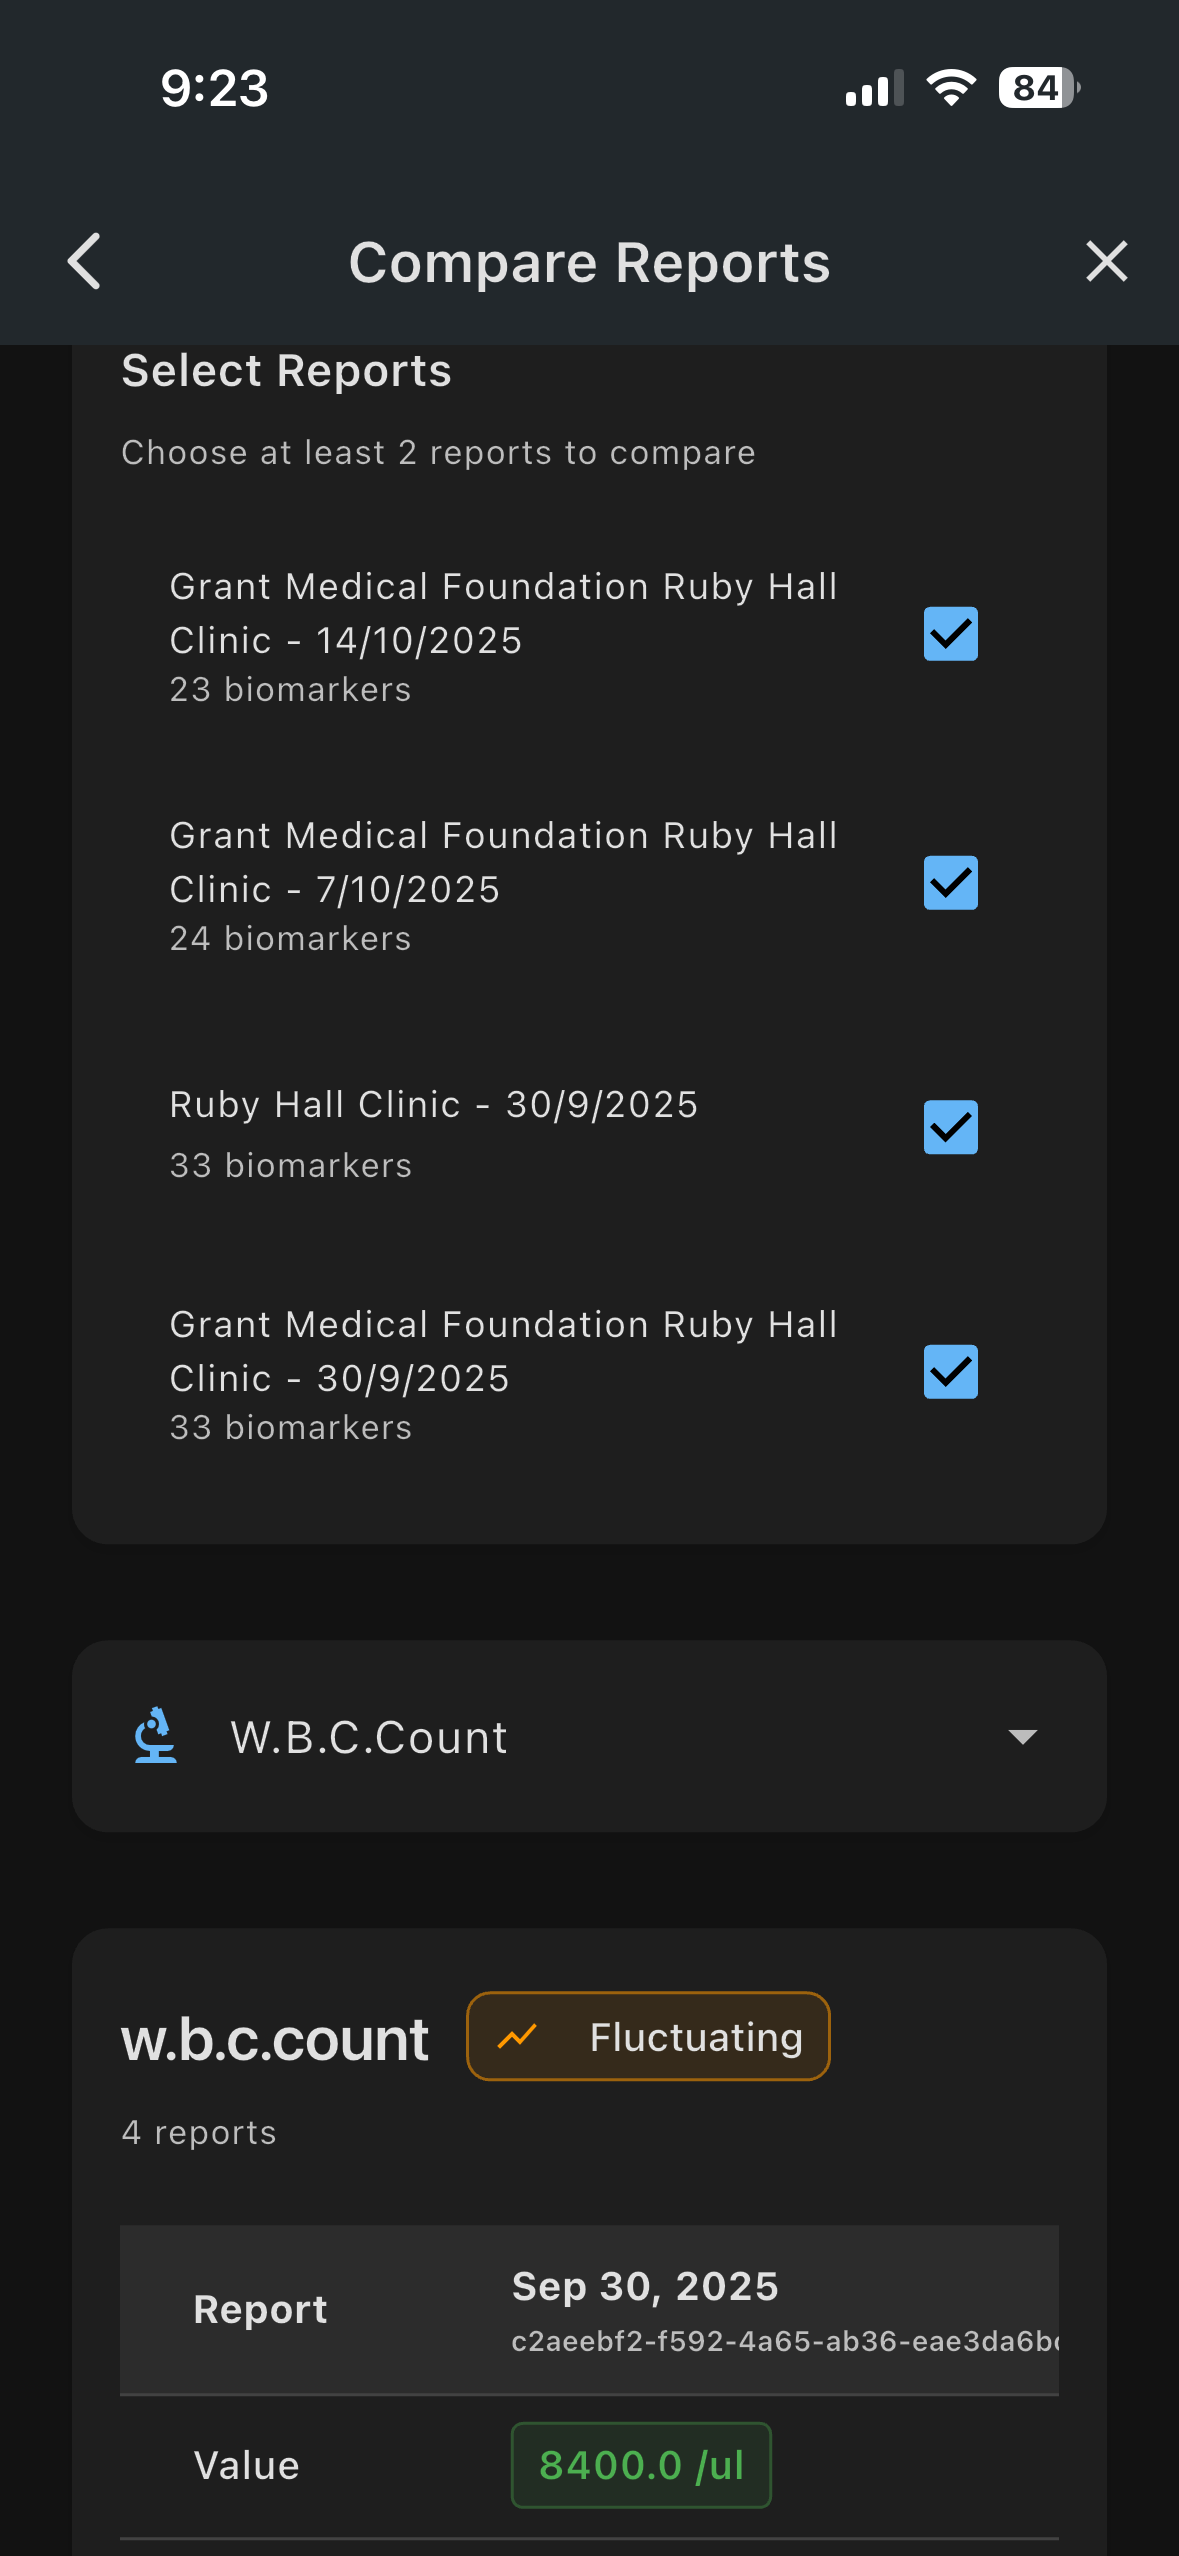 9:23
84
Compare Reports
Select Reports
Choose at least 2 reports to compare
Grant Medical Foundation Ruby Hall
Clinic - 14/10/2025
23 biomarkers
Grant Medical Foundation Ruby Hall
Clinic - 7/10/2025
24 biomarkers
Ruby Hall Clinic - 30/9/2025
33 biomarkers
Grant Medical Foundation Ruby Hall
Clinic - 30/9/2025
33 biomarkers
W.B.C.Count
w.b.c.count
Fluctuating
4 reports
Report
Sep 30, 2025
c2aeebf2-f592-4a65-ab36-eae3da6b
Value
8400.0 /ul